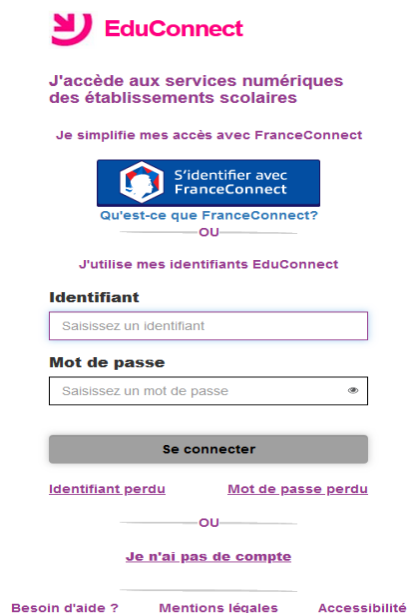 EduConnect
J'accède aux services numériques
des établissements scolaires
Je simplifie mes accès avec FranceConnect
S'identifier avec
FranceConnect
Qu'est-ce que FranceConnect?
OU
J'utilise mes identifiants EduConnect
Identifiant
Saisissez un identifiant
Mot de passe
Saisissez un mot de passe
Se connecter
Identifiant perdu Mot de passe perdu
OU
Je n'ai pas de compte
Besoin d'aide ? Mentions légales Accessibilité